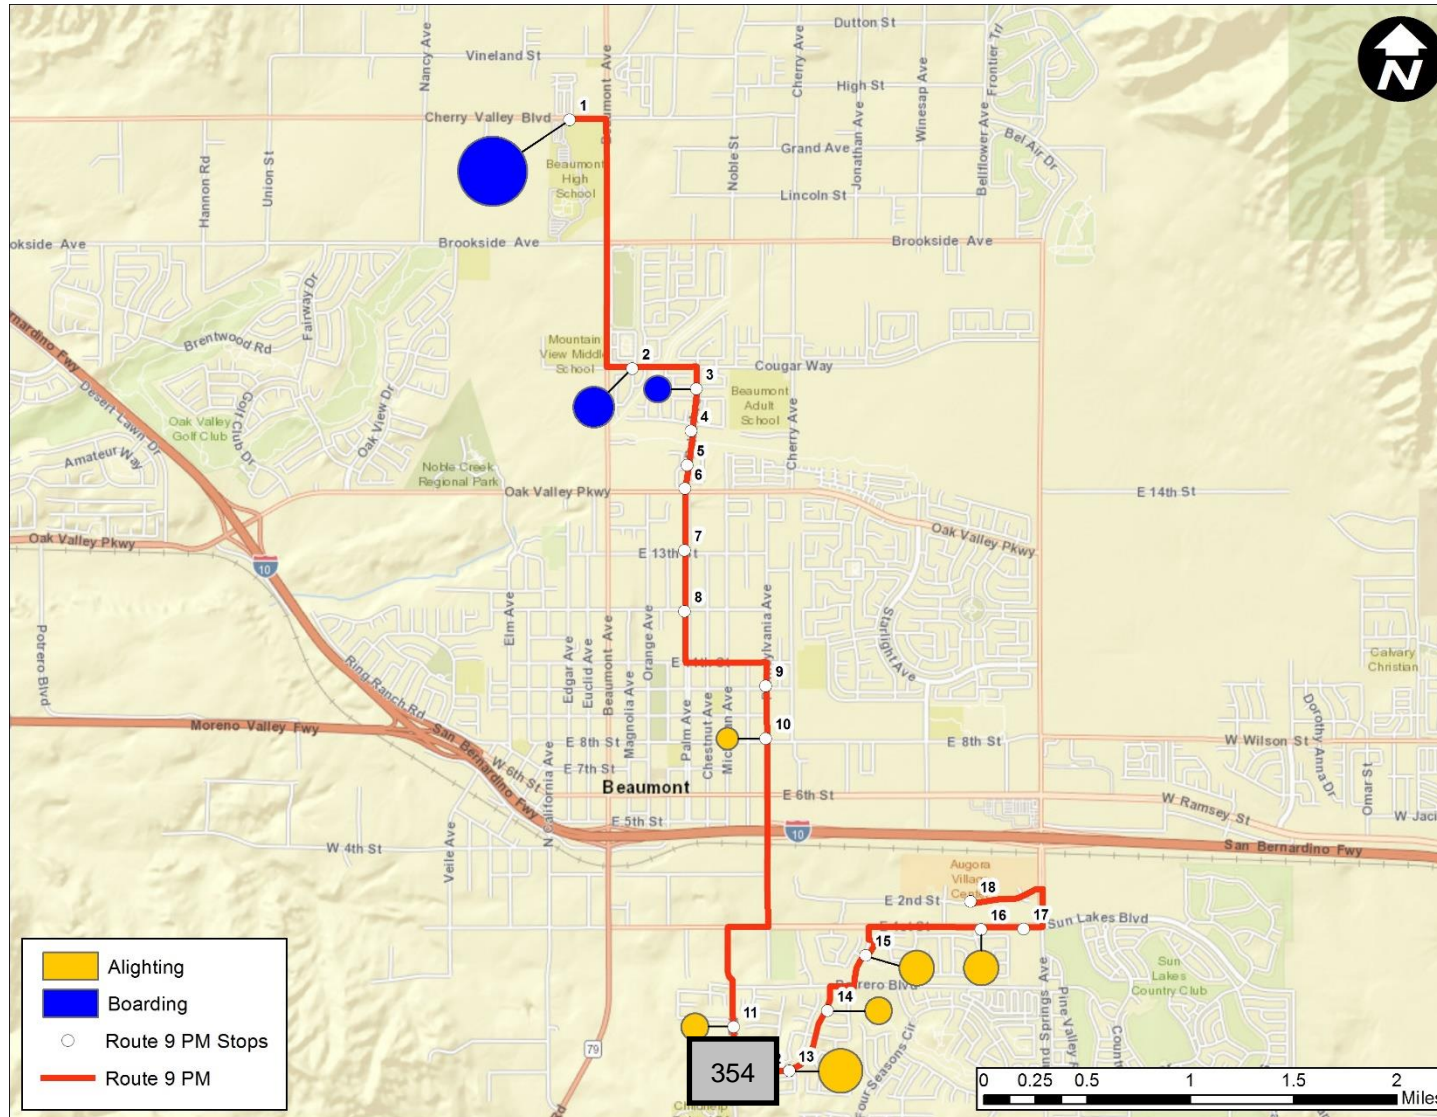 Dutton St
Vineland St
Nancy Ave
Beaumont Ave
Cherry Ave
High St
Winesap Ave
Frontier Trl
N
Cherry Valley Blvd
1
Hannon Rd
Union St
Beaumont
High
School
Noble St
Grand Ave
Jonathan Ave
Bellflower Ave
Bel Air Dr
Lincoln St
Brookside Ave
Brookside Ave
Fairway Dr
Brentwood Rd
Mountain
View Middle
School
2
3
Cougar Way
Beaumont
Adult
School
Cherry Ave
4
5
6
Desert Lawn Dr
Oak Valley
Golf Club
Golf Club Dr
Oak View Dr
Amateur Way
Noble Creek
Regional Park
Oak Valley Pkwy
E 14th St
Oak Valley Pkwy
Oak Valley Pkwy
10
7
E 13th St
8
Potrero Blvd
Elm Ave
Edgar Ave
Euclid Ave
Beaumont Ave
Magnolia Ave
Orange Ave
Palm Ave
Chestnut Ave
Starlight Ave
9
10
Calvary
Christian
Ring Ranch Rd
Moreno Valley Fwy
San Bernardino Fwy
W 6th St
N California Ave
E 8th St
E 8th St
E 7th St
W Wilson St
Dorothy Anna Dr
Omar St
Beaumont
E 6th St
W Ramsey St
E 5th St
10
San Bernardino Fwy
W 4th St
Veile Ave
Augora
18
E 2nd St
16
17
Sun Lakes Blvd
15
Sun
Lakes
Country Club
14
11
13
Four Seasons Cir
Pine Valley
79
354
Alighting
Boarding
Route 9 PM Stops
Route 9 PM
0 0.25 0.5 1 1.5 2
Miles